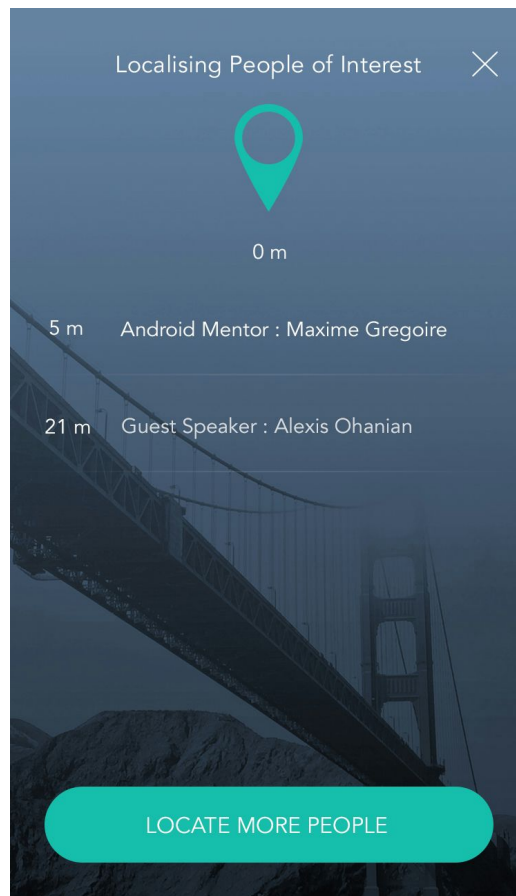 Localising People of Interest
0 m
5 m Android Mentor : Maxime Gregoire
21 m Guest Speaker : Alexis Ohanian
LOCATE MORE PEOPLE